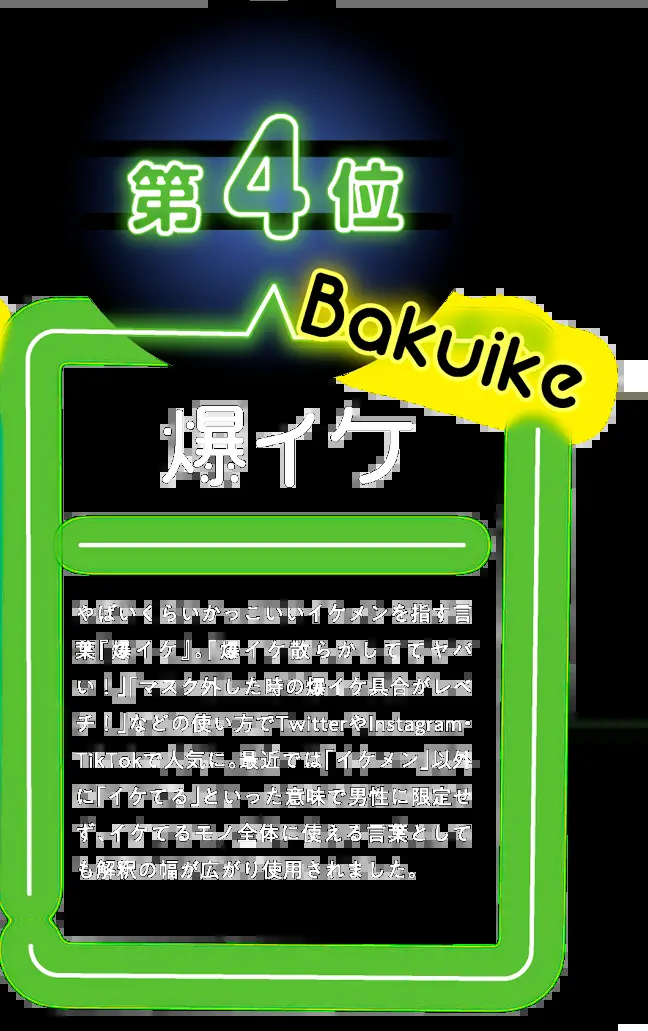 第4位
Bakuike
爆イケ
やばいくらいかっこいいイケメンを指す言
葉『爆イケ』。「爆イケ散らかしててヤバ
い！」「マスク外した時の爆イケ具合がレベ
チ！」などの使い方でTwitterやInstagram・
TikTokで人気に。最近では「イケメン」以外
に「イケてる」といった意味で男性に限定せ
ず、イケてるモノ全体に使える言葉として
も解釈の幅が広がり使用されました。